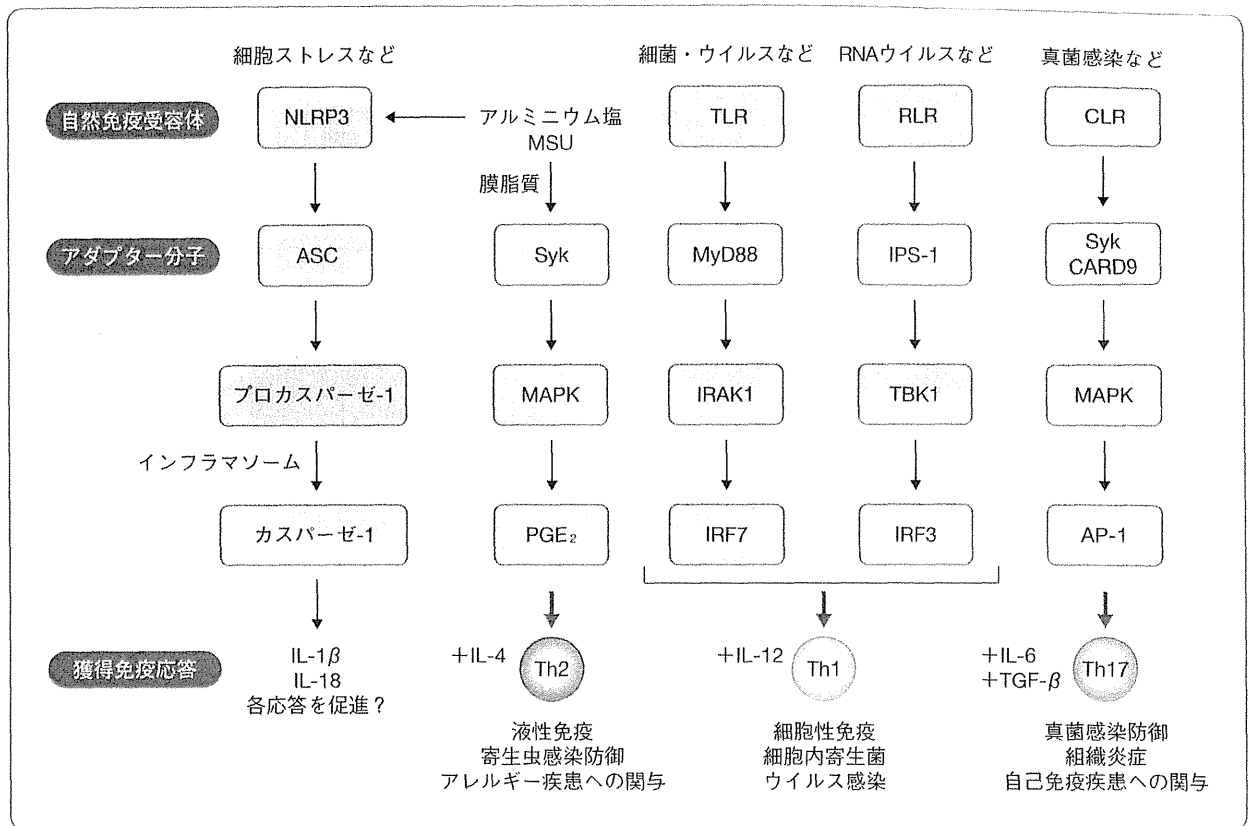 細胞ストレスなど
細菌・ウイルスなど
RNAウイルスなど
真菌感染など
自然免疫受容体
NLRP3
アルミニウム塩
MSU
TLR
RLR
CLR
膜脂質
アダプター分子
ASC
Syk
MyD88
IPS-1
Syk
CARD9
プロカスパーゼ-1
MAPK
IRAK1
TBK1
MAPK
インフラマソーム
カスパーゼ-1
PGE₂
IRF7
IRF3
AP-1
獲得免疫応答
IL-1β
IL-18
各応答を促進？
＋IL-4
Th2
＋IL-12
Th1
＋IL-6
＋TGF-β
Th17
液性免疫
寄生虫感染防御
アレルギー疾患への関与
細胞性免疫
細胞内寄生菌
ウイルス感染
真菌感染防御
組織炎症
自己免疫疾患への関与